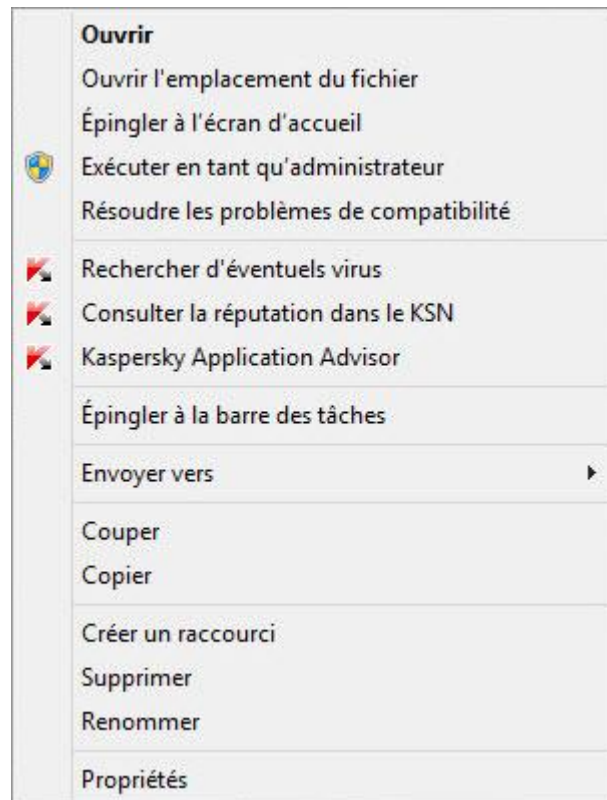 Ouvrir
Ouvrir l'emplacement du fichier
Épingler à l'écran d'accueil
Exécuter en tant qu'administrateur
Résoudre les problèmes de compatibilité
Rechercher d'éventuels virus
Consulter la réputation dans le KSN
Kaspersky Application Advisor
Épingler à la barre des tâches
Envoyer vers
Couper
Copier
Créer un raccourci
Supprimer
Renommer
Propriétés